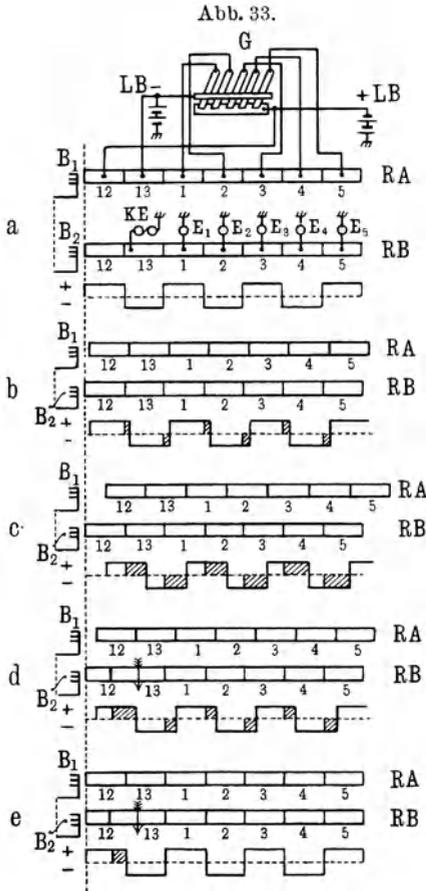 Abb. 33.
G
LB- +LB
B₁ RA
12 13 1 2 3 4 5
a KE E₁ E₂ E₃ E₄ E₅
B₂ RB
12 13 1 2 3 4 5
+
-
B₁ RA
12 13 1 2 3 4 5
b RB
B₂ 12 13 1 2 3 4 5
+
-
B₁ RA
12 13 1 2 3 4 5
c RB
B₂ 12 13 1 2 3 4 5
+
-
B₁ RA
12 13 1 2 3 4 5
d RB
B₂ 12 13 1 2 3 4 5
+
-
B₁ RA
12 13 1 2 3 4 5
e RB
B₂ 12 13 1 2 3 4 5
+
-